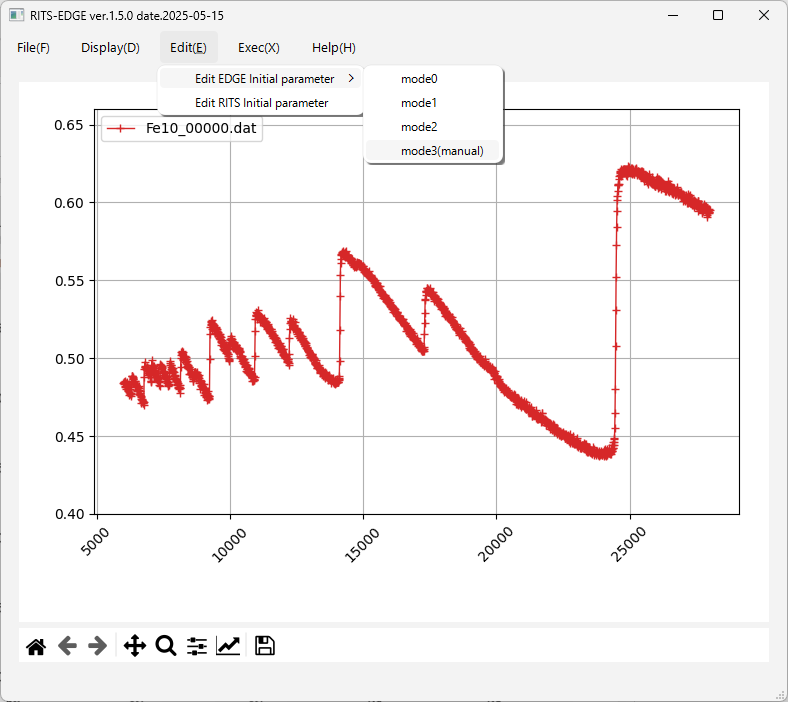 RITS-EDGE ver.1.5.0 date.2025-05-15
File(F) Display(D) Edit(E) Exec(X) Help(H)
Edit EDGE Initial parameter
Edit RITS Initial parameter
mode0
mode1
mode2
mode3(manual)
Fe10_00000.dat
0.65
0.60
0.55
0.50
0.45
0.40
5000 10000 15000 20000 25000